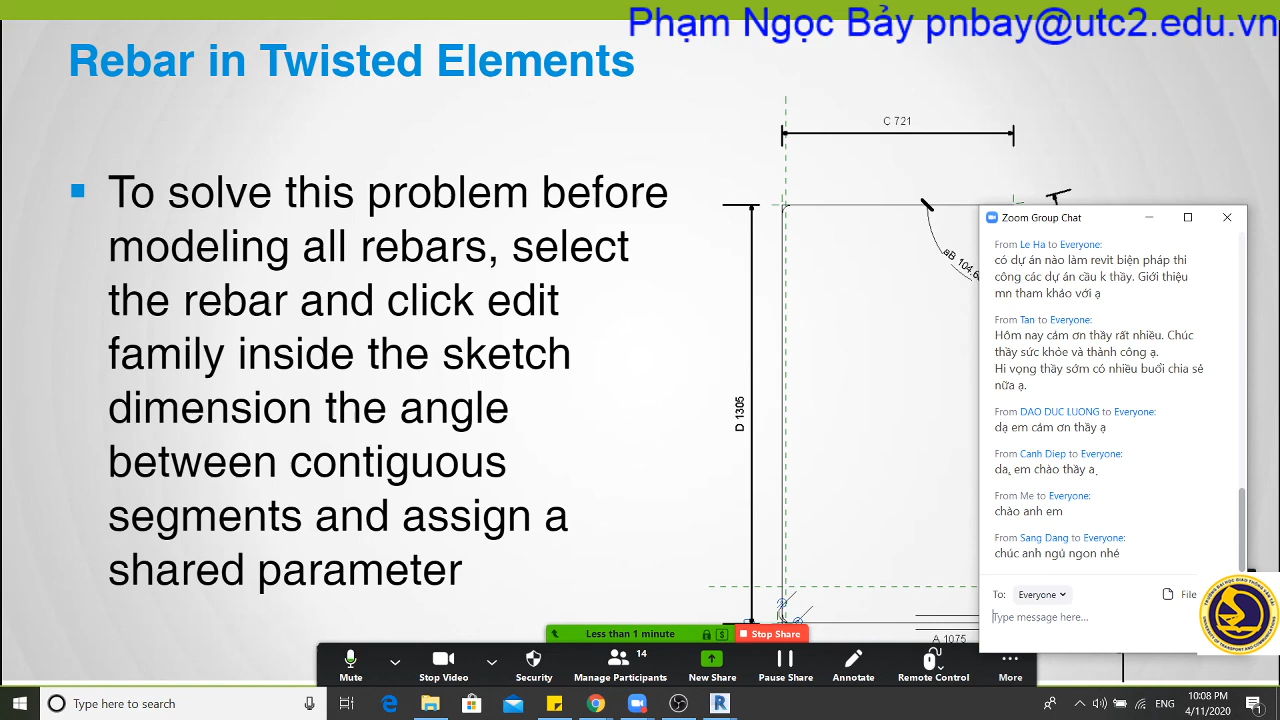 Phạm Ngọc Bảy pnbay@utc2.edu.vn
Rebar in Twisted Elements
To solve this problem before
modeling all rebars, select
the rebar and click edit
family inside the sketch
dimension the angle
between contiguous
segments and assign a
shared parameter
C 721
D 1305
A 1075
Zoom Group Chat
From Le Ha to Everyone:
có dự án nào làm revit biện pháp thi
công các dự án cầu k thầy. Giới thiệu
mn tham khảo với ạ
From Tan to Everyone:
Hôm nay cảm ơn thầy rất nhiều. Chúc
thầy sức khỏe và thành công ạ.
Hi vọng thầy sớm có nhiều buổi chia sẻ
nữa ạ.
From DAO DUC LUONG to Everyone:
dạ em cám ơn thầy ạ
From Canh Diep to Everyone:
dạ, em chào thầy ạ
From Me to Everyone:
chào anh em
From Sang Dang to Everyone:
chúc anh ngủ ngon nhé
To: Everyone
File
Type message here...
Less than 1 minute
Stop Share
Mute
Stop Video
Security
14
Manage Participants
New Share
Pause Share
Annotate
Remote Control
More
Type here to search
ENG
10:08 PM
4/11/2020